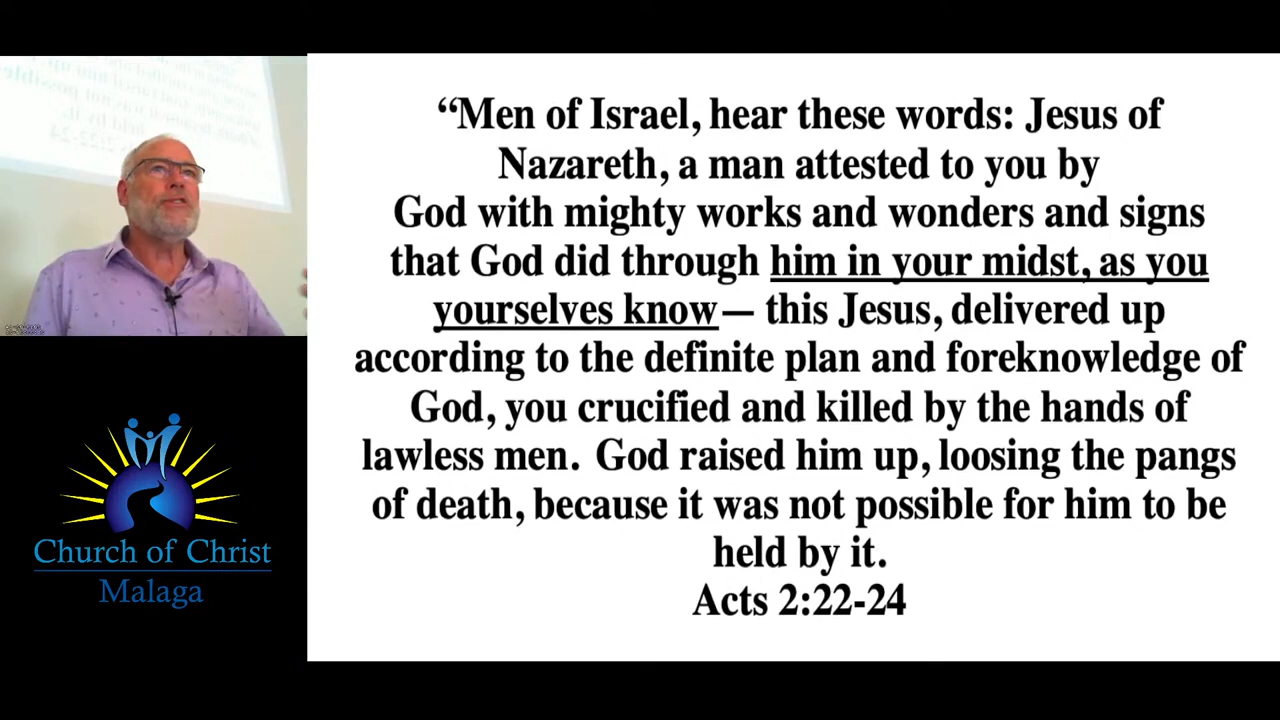 “Men of Israel, hear these words: Jesus of
Nazareth, a man attested to you by
God with mighty works and wonders and signs
that God did through him in your midst, as you
yourselves know— this Jesus, delivered up
according to the definite plan and foreknowledge of
God, you crucified and killed by the hands of
lawless men. God raised him up, loosing the pangs
of death, because it was not possible for him to be
held by it.
Acts 2:22-24
Church of Christ
Malaga